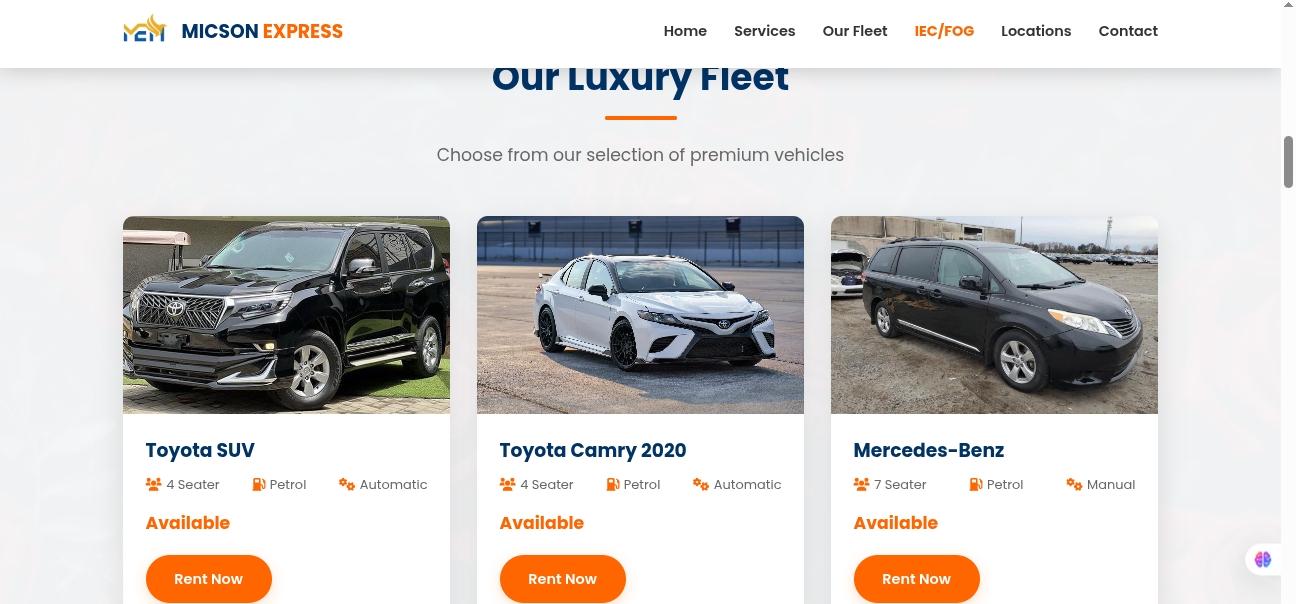 MICSON EXPRESS
Home Services Our Fleet IEC/FOG Locations Contact
Our Luxury Fleet
Choose from our selection of premium vehicles
Toyota SUV
4 Seater Petrol Automatic
Available
Rent Now
Toyota Camry 2020
4 Seater Petrol Automatic
Available
Rent Now
Mercedes-Benz
7 Seater Petrol Manual
Available
Rent Now